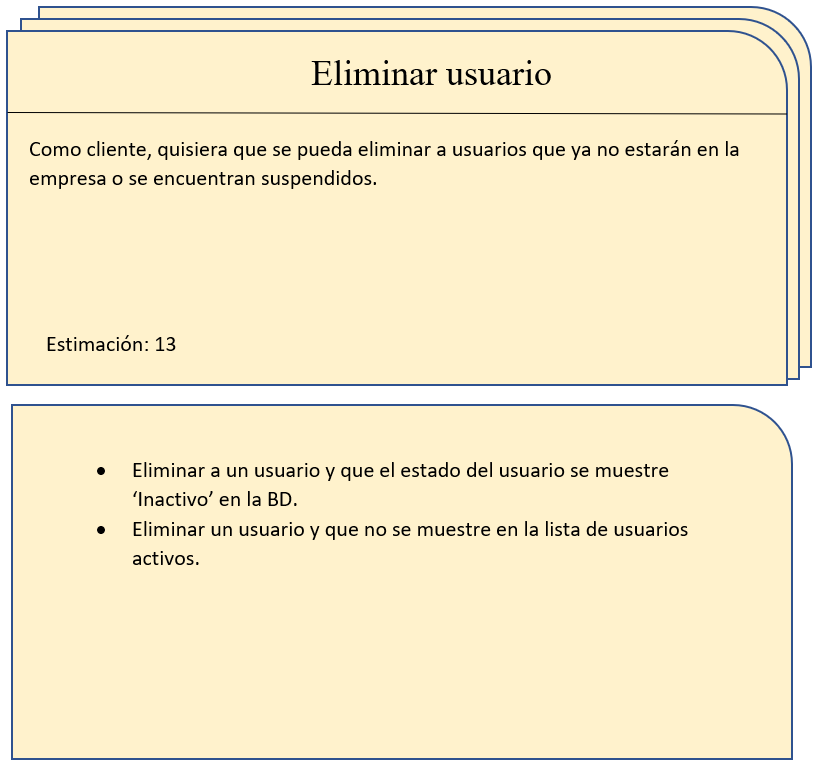 Eliminar usuario
Como cliente, quisiera que se pueda eliminar a usuarios que ya no estarán en la
empresa o se encuentran suspendidos.
Estimación: 13
• Eliminar a un usuario y que el estado del usuario se muestre
‘Inactivo’ en la BD.
• Eliminar un usuario y que no se muestre en la lista de usuarios
activos.